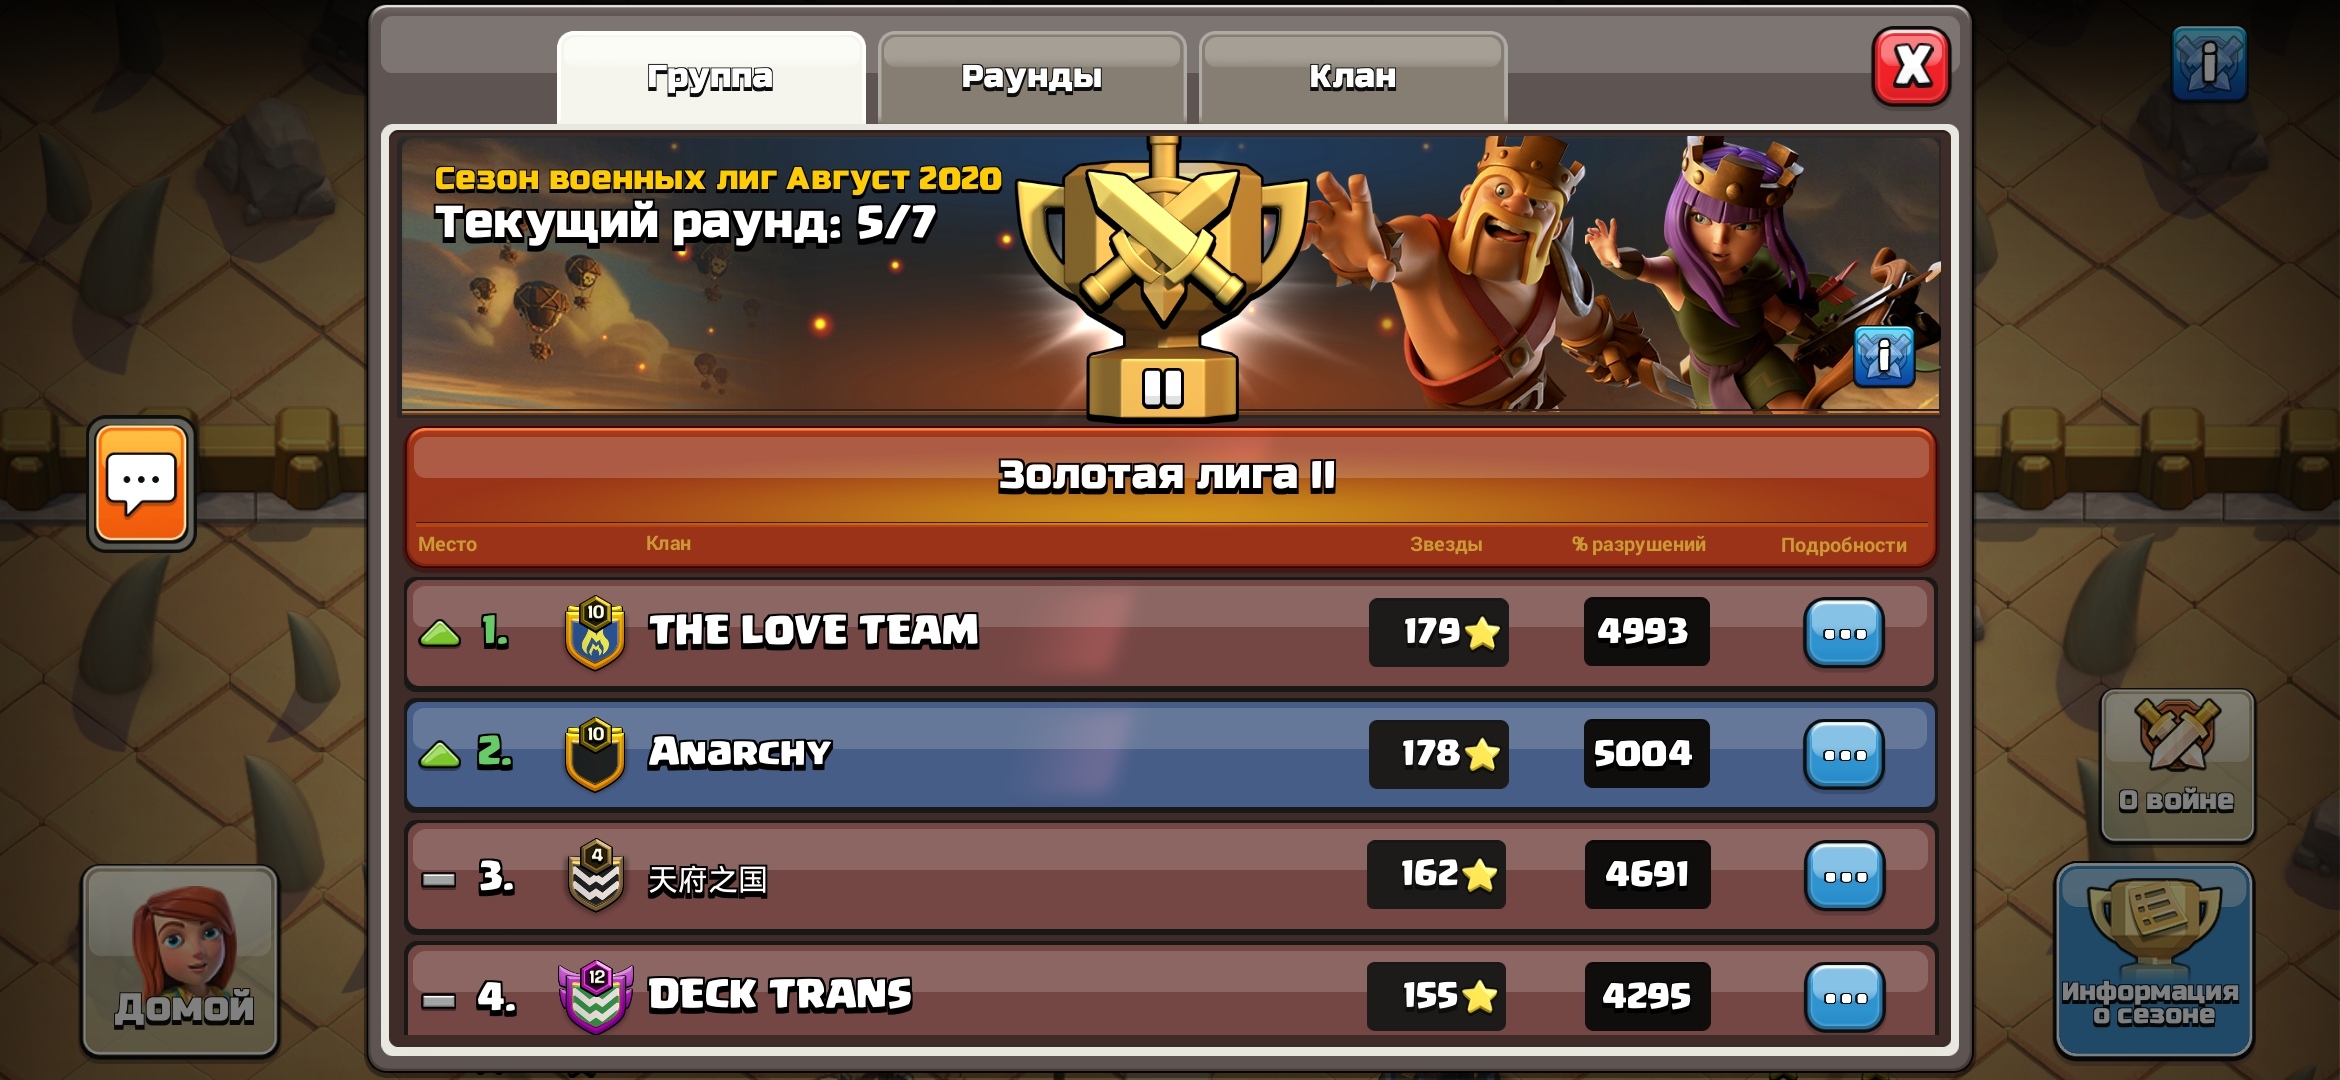 Группа
Раунды
Клан
X
Сезон военных лиг Август 2020
Текущий раунд: 5/7
Золотая лига II
Место Клан Звезды % разрушений Подробности
1. 10 THE LOVE TEAM 179 4993
2. 10 Anarchy 178 5004
3. 4 天府之国 162 4691
4. 12 DECK TRANS 155 4295
Домой
О войне
Информация
о сезоне